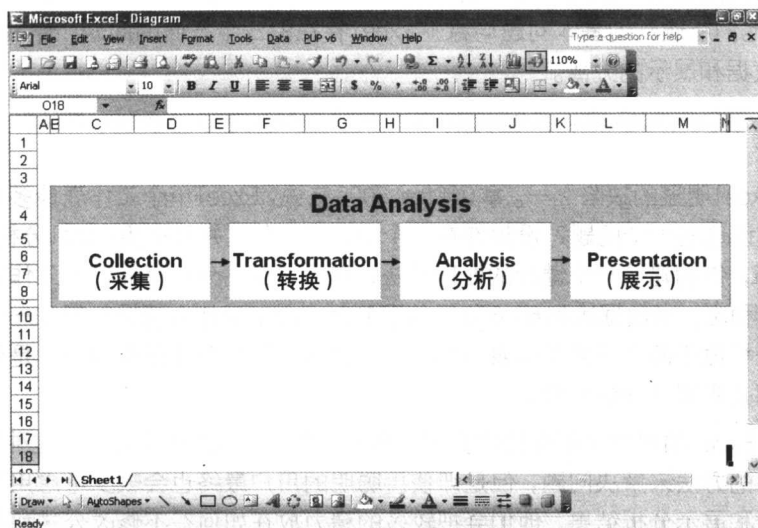 Microsoft Excel - Diagram
File Edit View Insert Format Tools Data PUP v6 Window Help Type a question for help
110%
Arial 10 B I U $ % ,
O18 fx
A B C D E F G H I J K L M N
1
2
3
4 Data Analysis
5
6 Collection Transformation Analysis Presentation
7 （采集） （转换） （分析） （展示）
8
9
10
11
12
13
14
15
16
17
18
Sheet1
Draw AutoShapes
Ready